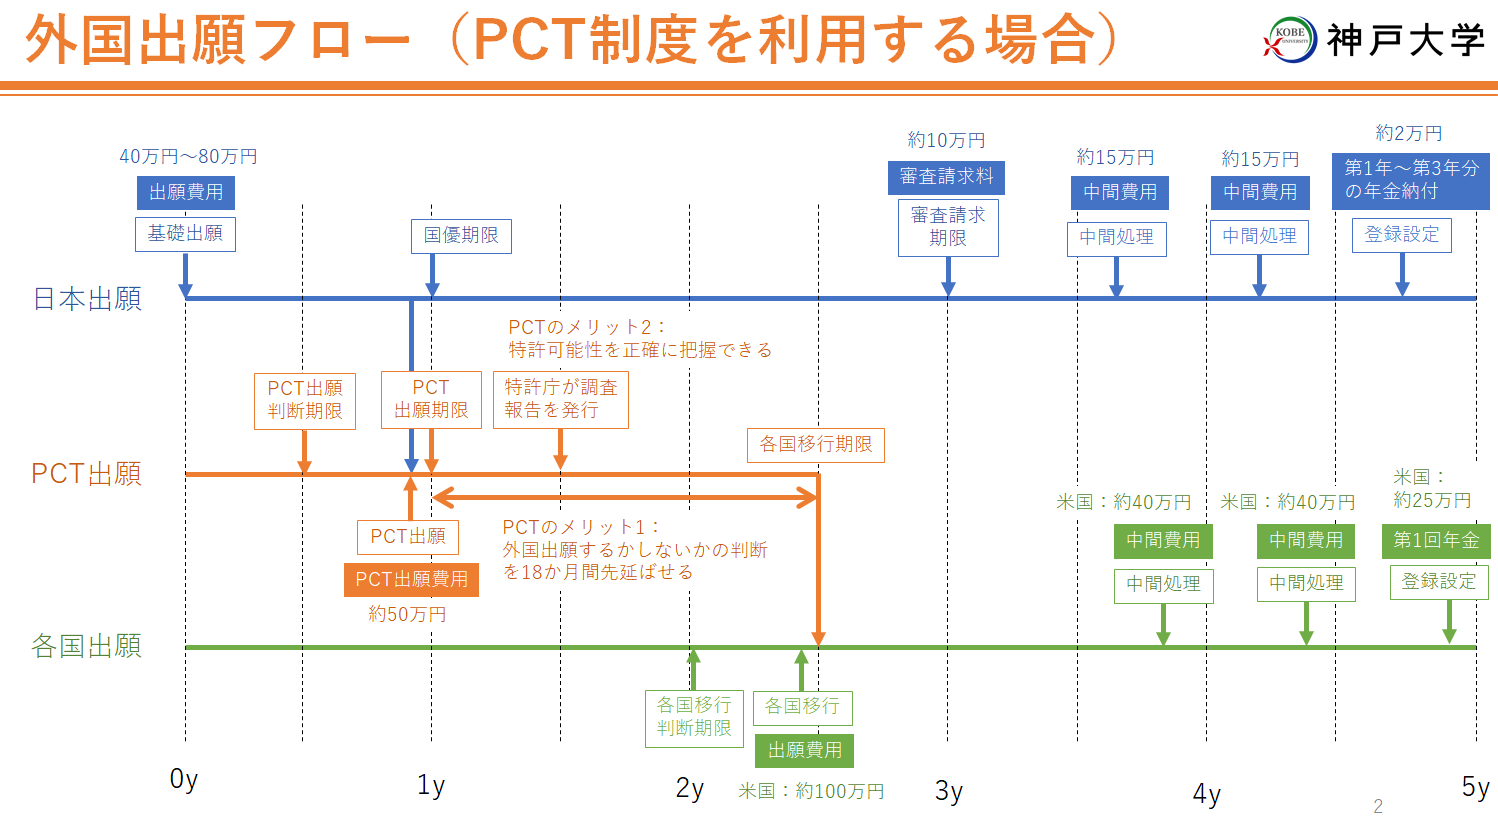 外国出願フロー（PCT制度を利用する場合）
KOBE
UNIVERSITY
神戸大学
40万円～80万円
出願費用
基礎出願
国優期限
約10万円
審査請求料
審査請求
期限
約15万円
中間費用
中間処理
約15万円
中間費用
中間処理
約2万円
第1年～第3年分
の年金納付
登録設定
日本出願
PCTのメリット2：
特許可能性を正確に把握できる
PCT出願
判断期限
PCT
出願期限
特許庁が調査
報告を発行
各国移行期限
PCT出願
PCT出願
PCT出願費用
約50万円
PCTのメリット1：
外国出願するかしないかの判断
を18か月間先延ばせる
米国：約40万円
中間費用
中間処理
米国：約40万円
中間費用
中間処理
米国：
約25万円
第1回年金
登録設定
各国出願
各国移行
判断期限
各国移行
出願費用
米国：約100万円
0y
1y
2y
3y
4y
5y
2